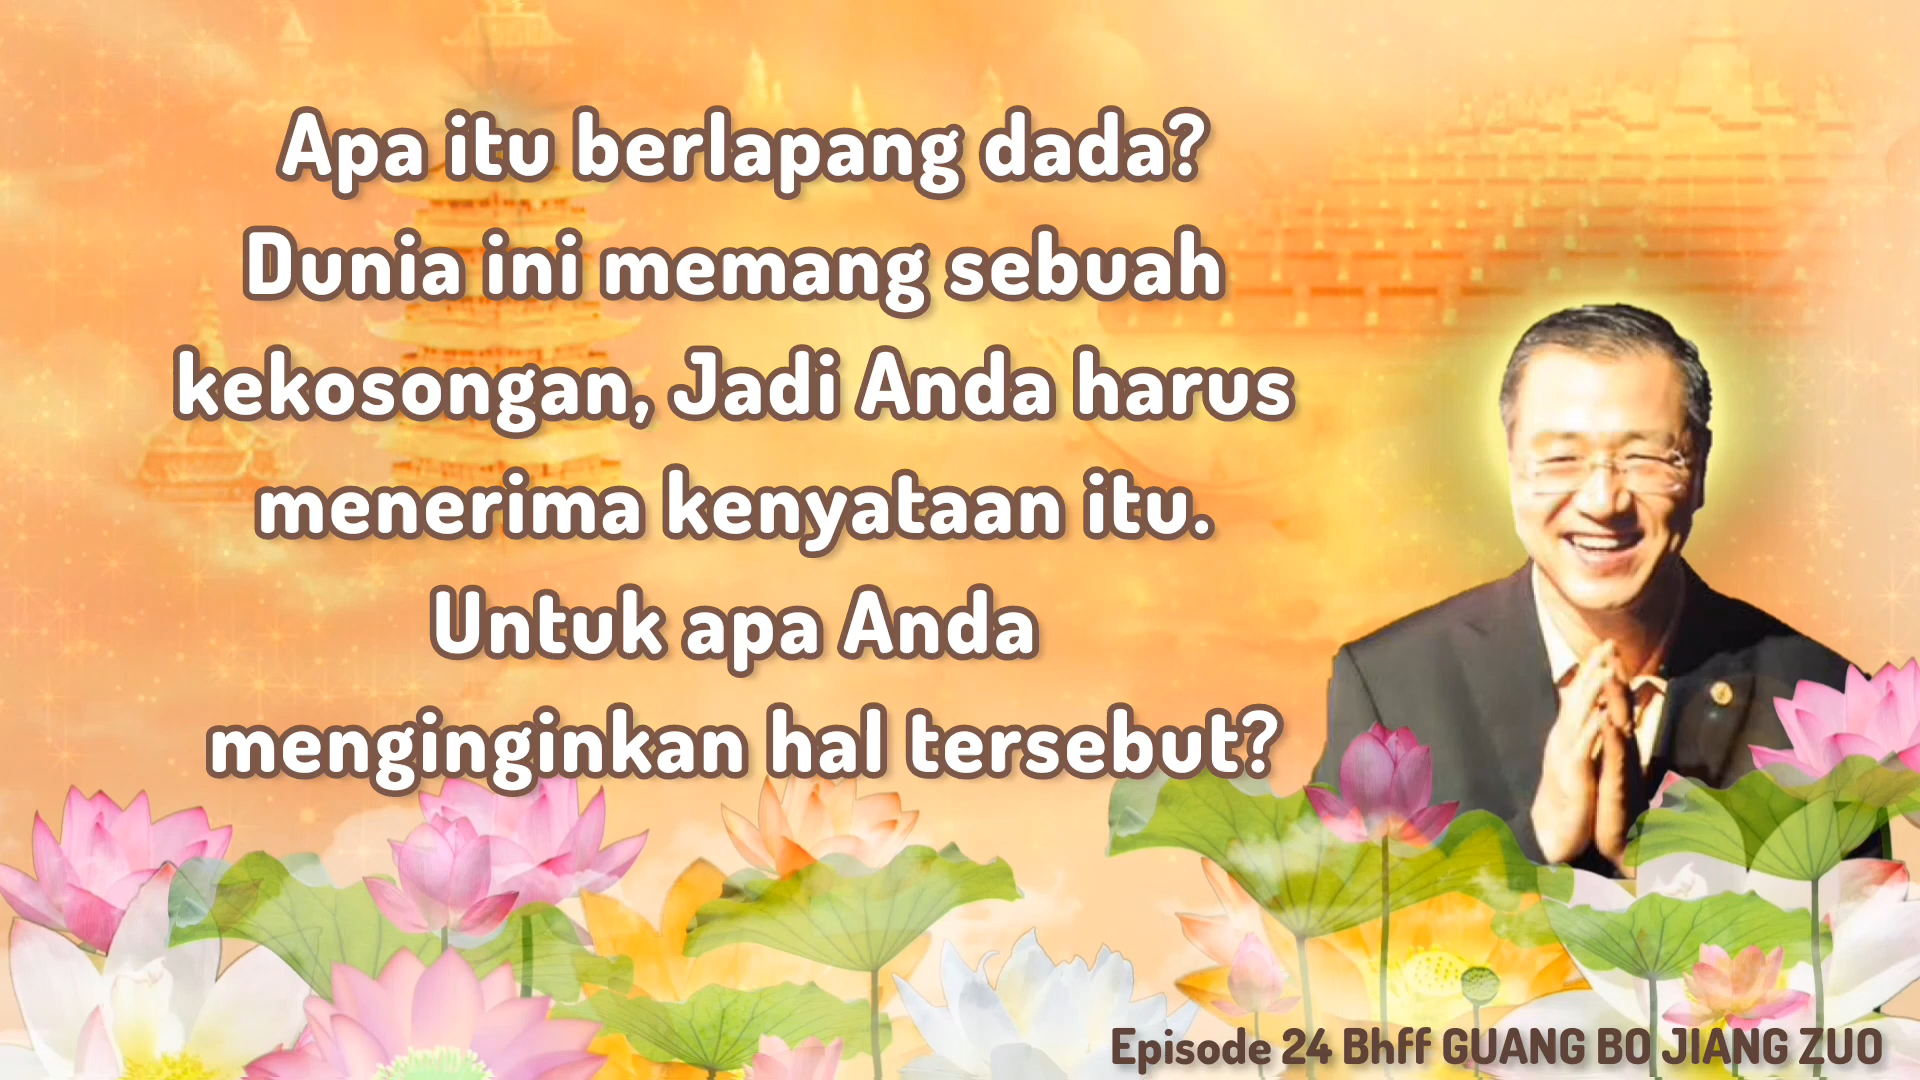 Apa itu berlapang dada?
Dunia ini memang sebuah
kekosongan, Jadi Anda harus
menerima kenyataan itu.
Untuk apa Anda
menginginkan hal tersebut?
Episode 24 Bhff GUANG BO JIANG ZUO